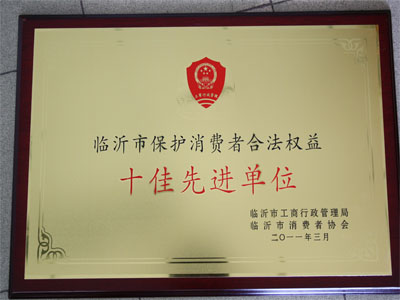 临沂市保护消费者合法权益
十佳先进单位
临沂市工商行政管理局
临沂市消费者协会
二〇一一年三月